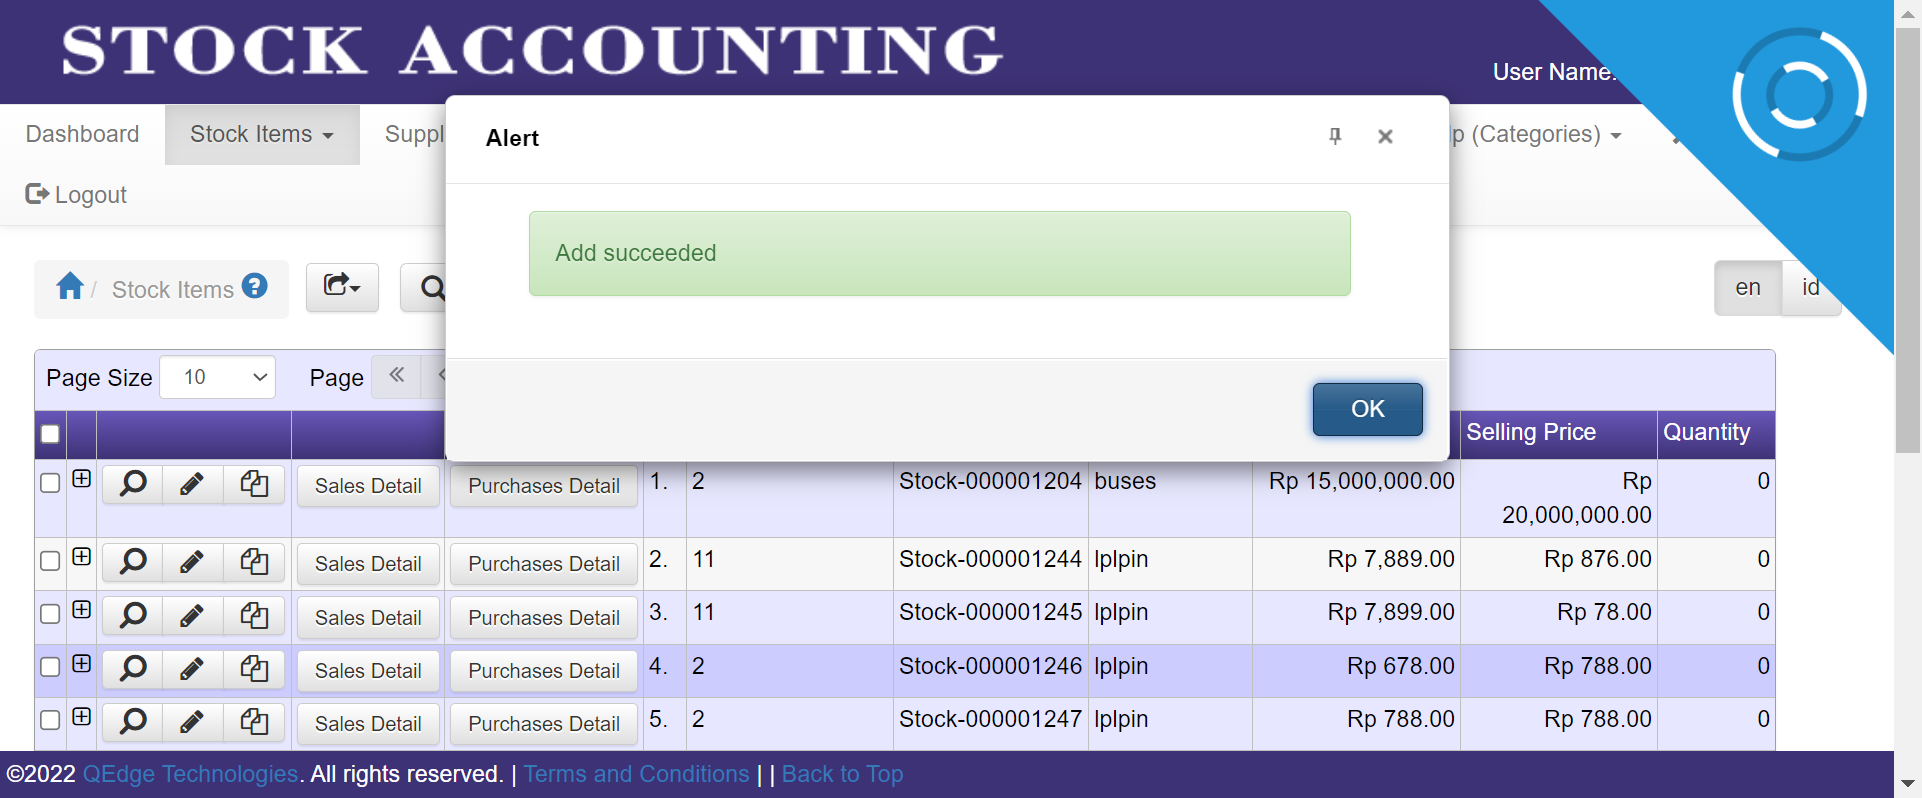 STOCK ACCOUNTING
User Name:
Dashboard
Stock Items
Suppl
lp (Categories)
Logout
Alert
Add succeeded
OK
/ Stock Items
en
id
Page Size 10 Page
Selling Price Quantity
Sales Detail Purchases Detail 1. 2 Stock-000001204 buses Rp 15,000,000.00 Rp 20,000,000.00 0
Sales Detail Purchases Detail 2. 11 Stock-000001244 lplpin Rp 7,889.00 Rp 876.00 0
Sales Detail Purchases Detail 3. 11 Stock-000001245 lplpin Rp 7,899.00 Rp 78.00 0
Sales Detail Purchases Detail 4. 2 Stock-000001246 lplpin Rp 678.00 Rp 788.00 0
Sales Detail Purchases Detail 5. 2 Stock-000001247 lplpin Rp 788.00 Rp 788.00 0
©2022 QEdge Technologies. All rights reserved. | Terms and Conditions | | Back to Top